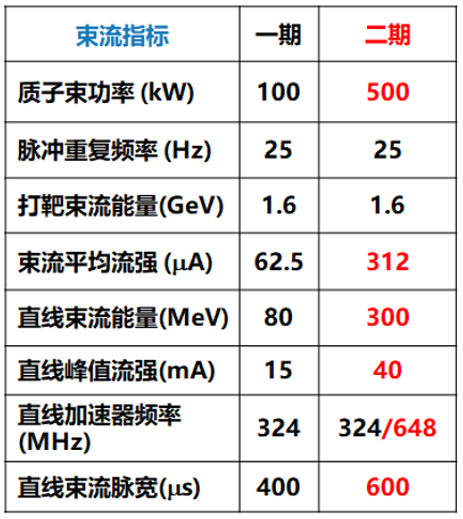 束流指标 一期 二期
质子束功率 (kW) 100 500
脉冲重复频率 (Hz) 25 25
打靶束流能量(GeV) 1.6 1.6
束流平均流强 (μA) 62.5 312
直线束流能量(MeV) 80 300
直线峰值流强(mA) 15 40
直线加速器频率
(MHz) 324 324/648
直线束流脉宽(μs) 400 600